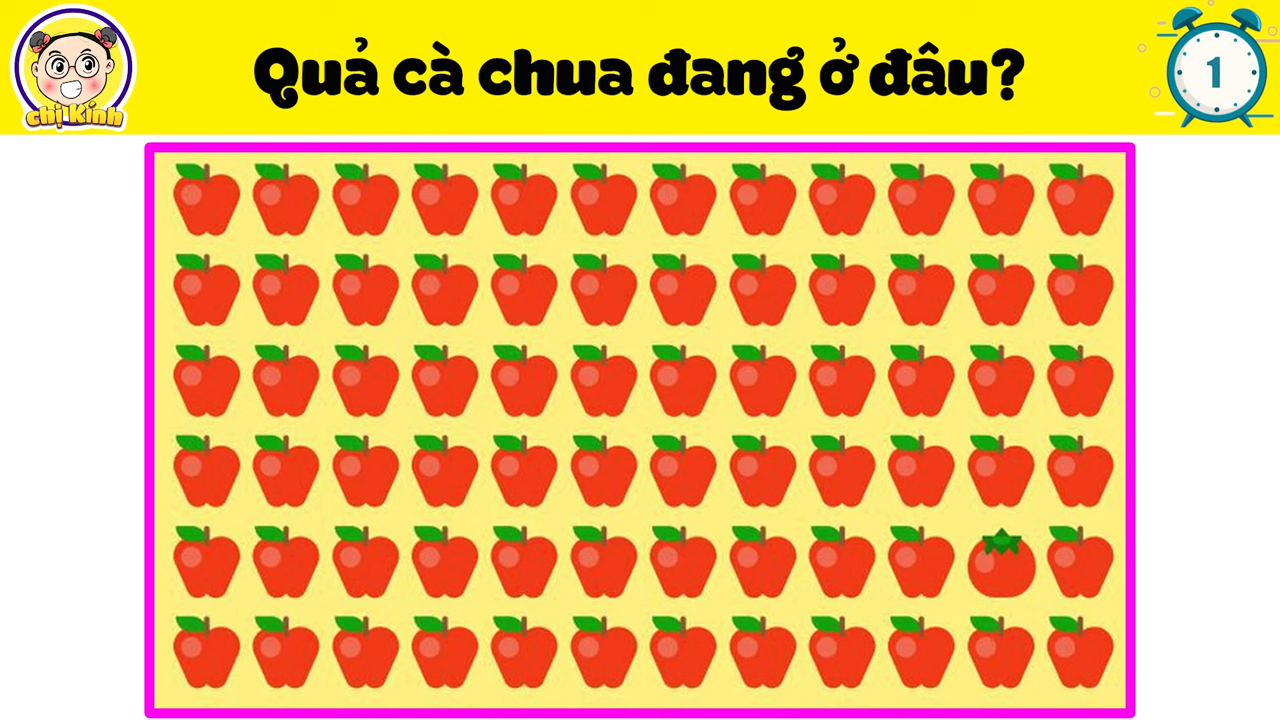 Quả cà chua đang ở đâu?
1
chị Kính